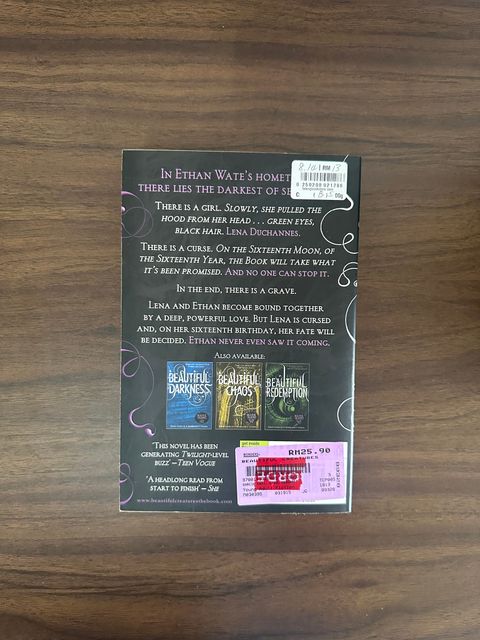 IN ETHAN WATE'S HOMET
THERE LIES THE DARKEST OF SE
THERE IS A GIRL. SLOWLY, SHE PULLED THE
HOOD FROM HER HEAD . . . GREEN EYES,
BLACK HAIR. LENA DUCHANNES.
THERE IS A CURSE. ON THE SIXTEENTH MOON, OF
THE SIXTEENTH YEAR, THE BOOK WILL TAKE WHAT
IT'S BEEN PROMISED. AND NO ONE CAN STOP IT.
IN THE END, THERE IS A GRAVE.
LENA AND ETHAN BECOME BOUND TOGETHER
BY A DEEP, POWERFUL LOVE. BUT LENA IS CURSED
AND, ON HER SIXTEENTH BIRTHDAY, HER FATE WILL
BE DECIDED. ETHAN NEVER EVEN SAW IT COMING.
ALSO AVAILABLE:
BEAUTIFUL
DARKNESS
BEAUTIFUL
CHAOS
BEAUTIFUL
REDEMPTION
'THIS NOVEL HAS BEEN
GENERATING TWILIGHT-LEVEL
BUZZ' – TEEN VOGUE
'A HEADLONG READ FROM
START TO FINISH' – SHE
www.beautifulcreaturesthebook.com
RM
RM25.90
BEAUTIFUL CREATURES